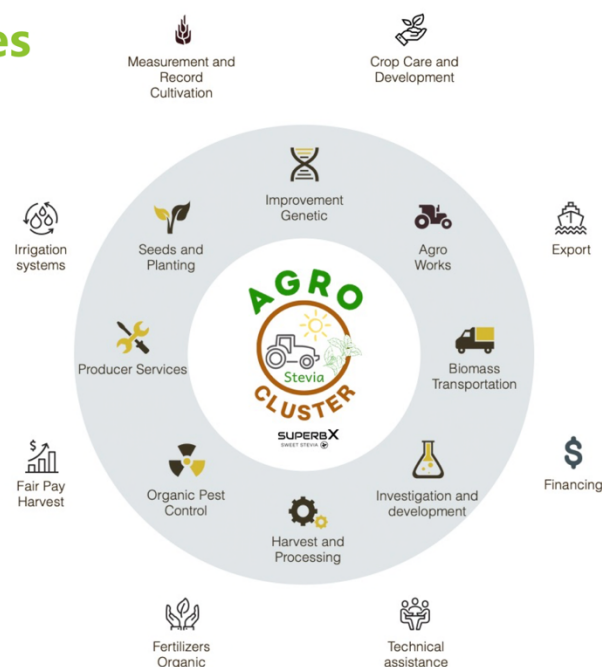 es
Measurement and
Record
Cultivation
Crop Care and
Development
Improvement
Genetic
Irrigation
systems
Seeds and
Planting
Agro
Works
Export
AGRO
Stevia
CLUSTER
SUPERBX
SWEET STEVIA
Producer Services
Biomass
Transportation
Fair Pay
Harvest
Organic Pest
Control
Investigation and
development
Financing
$
Harvest and
Processing
Fertilizers
Organic
Technical
assistance